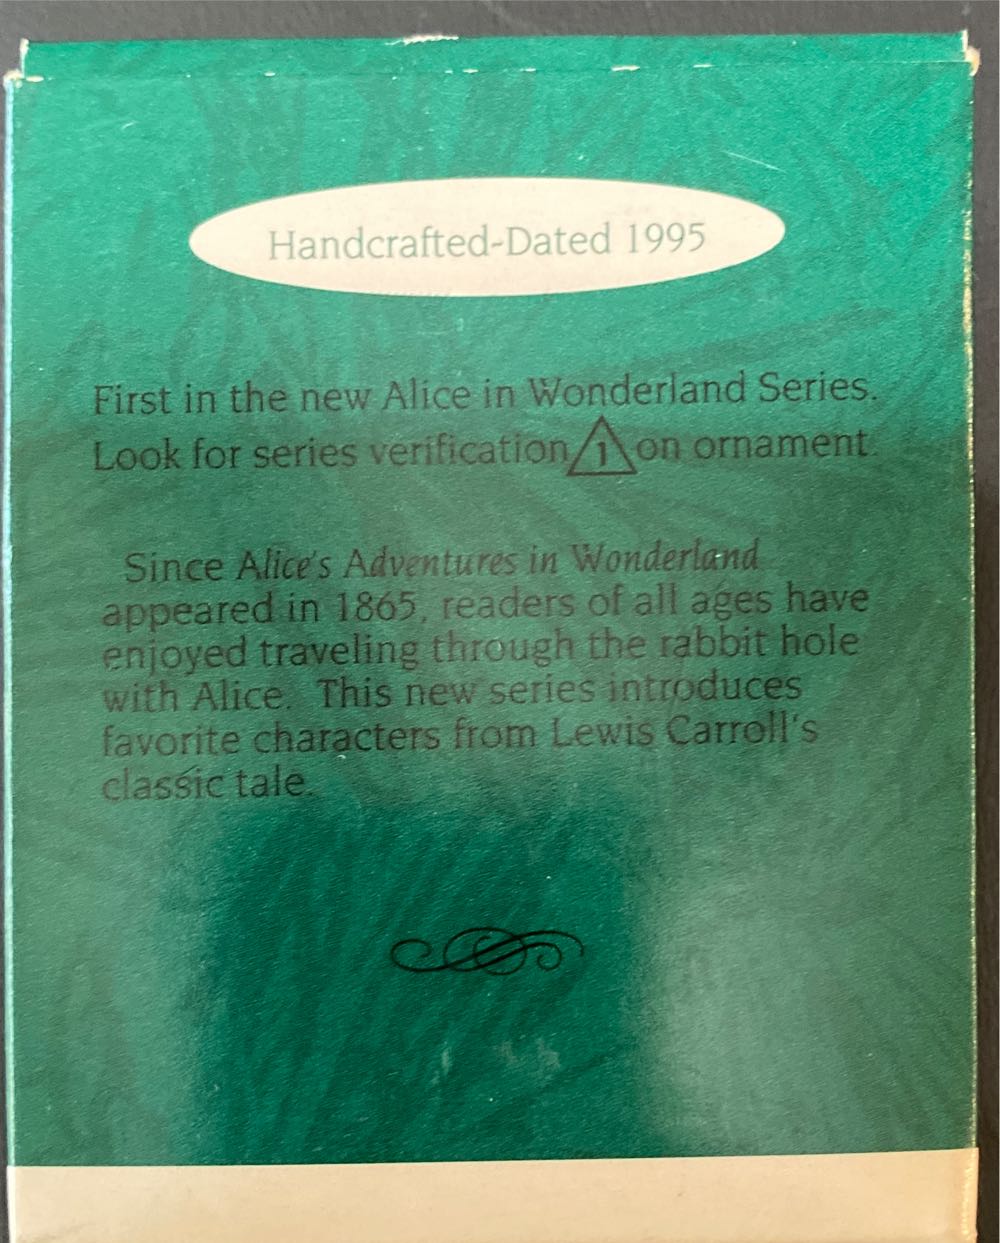 Handcrafted-Dated 1995
First in the new Alice in Wonderland Series.
Look for series verification 1 on ornament.
Since Alice's Adventures in Wonderland
appeared in 1865, readers of all ages have
enjoyed traveling through the rabbit hole
with Alice. This new series introduces
favorite characters from Lewis Carroll's
classic tale.